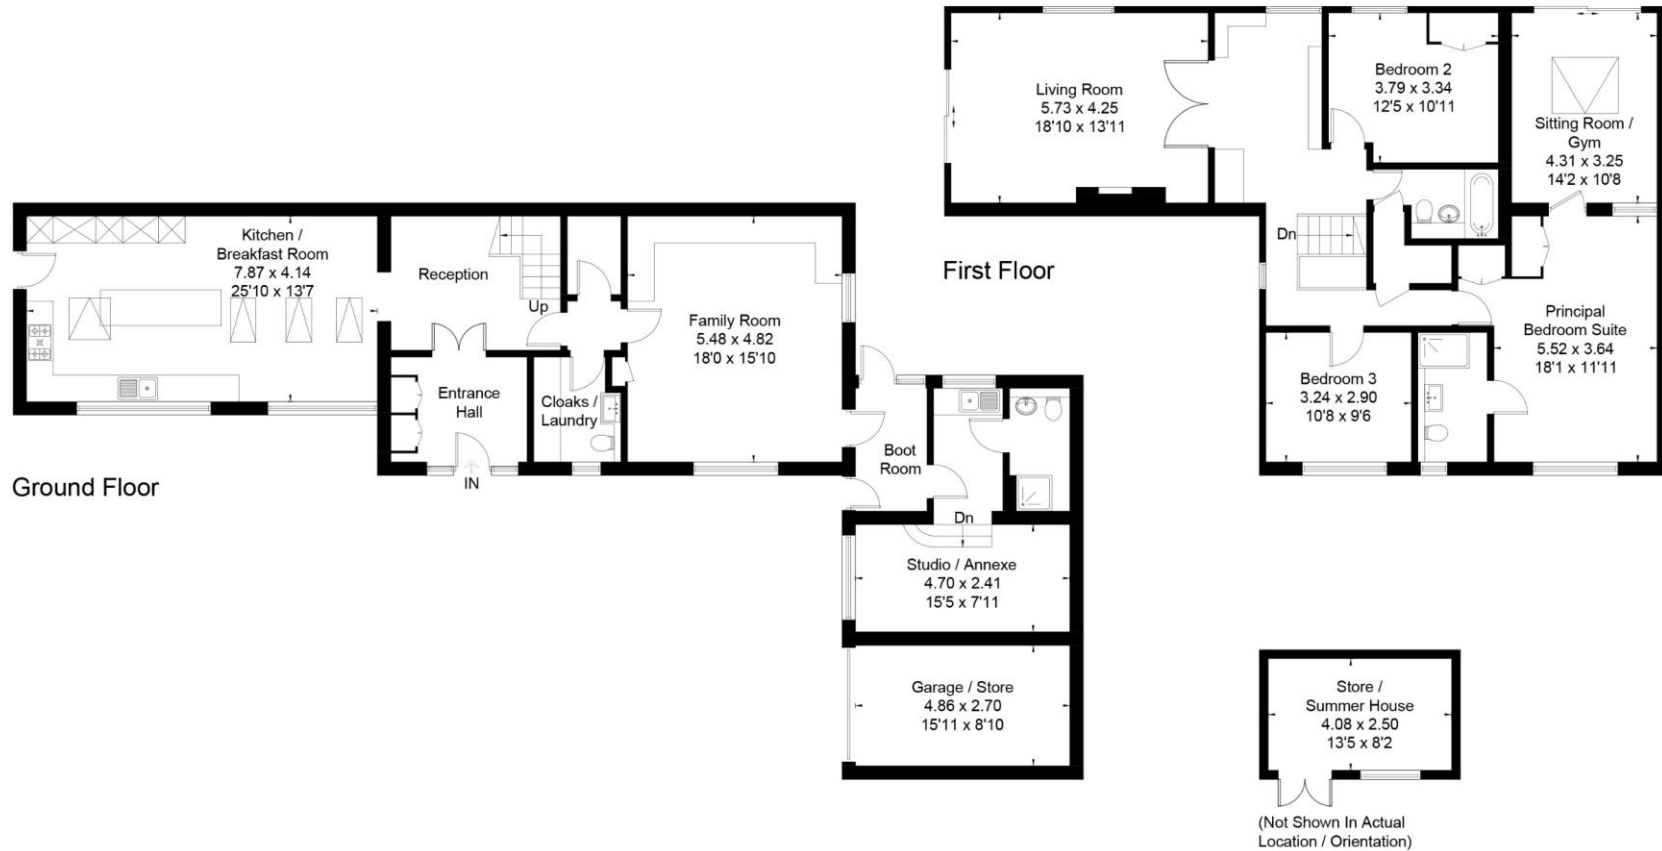 Living Room
5.73 x 4.25
18'10 x 13'11
Bedroom 2
3.79 x 3.34
12'5 x 10'11
Sitting Room /
Gym
4.31 x 3.25
14'2 x 10'8
Dn
First Floor
Principal
Bedroom Suite
5.52 x 3.64
18'1 x 11'11
Bedroom 3
3.24 x 2.90
10'8 x 9'6
Kitchen /
Breakfast Room
7.87 x 4.14
25'10 x 13'7
Reception
Up
Family Room
5.48 x 4.82
18'0 x 15'10
Entrance
Hall
Cloaks /
Laundry
IN
Ground Floor
Boot
Room
Dn
Studio / Annexe
4.70 x 2.41
15'5 x 7'11
Garage / Store
4.86 x 2.70
15'11 x 8'10
Store /
Summer House
4.08 x 2.50
13'5 x 8'2
(Not Shown In Actual
Location / Orientation)